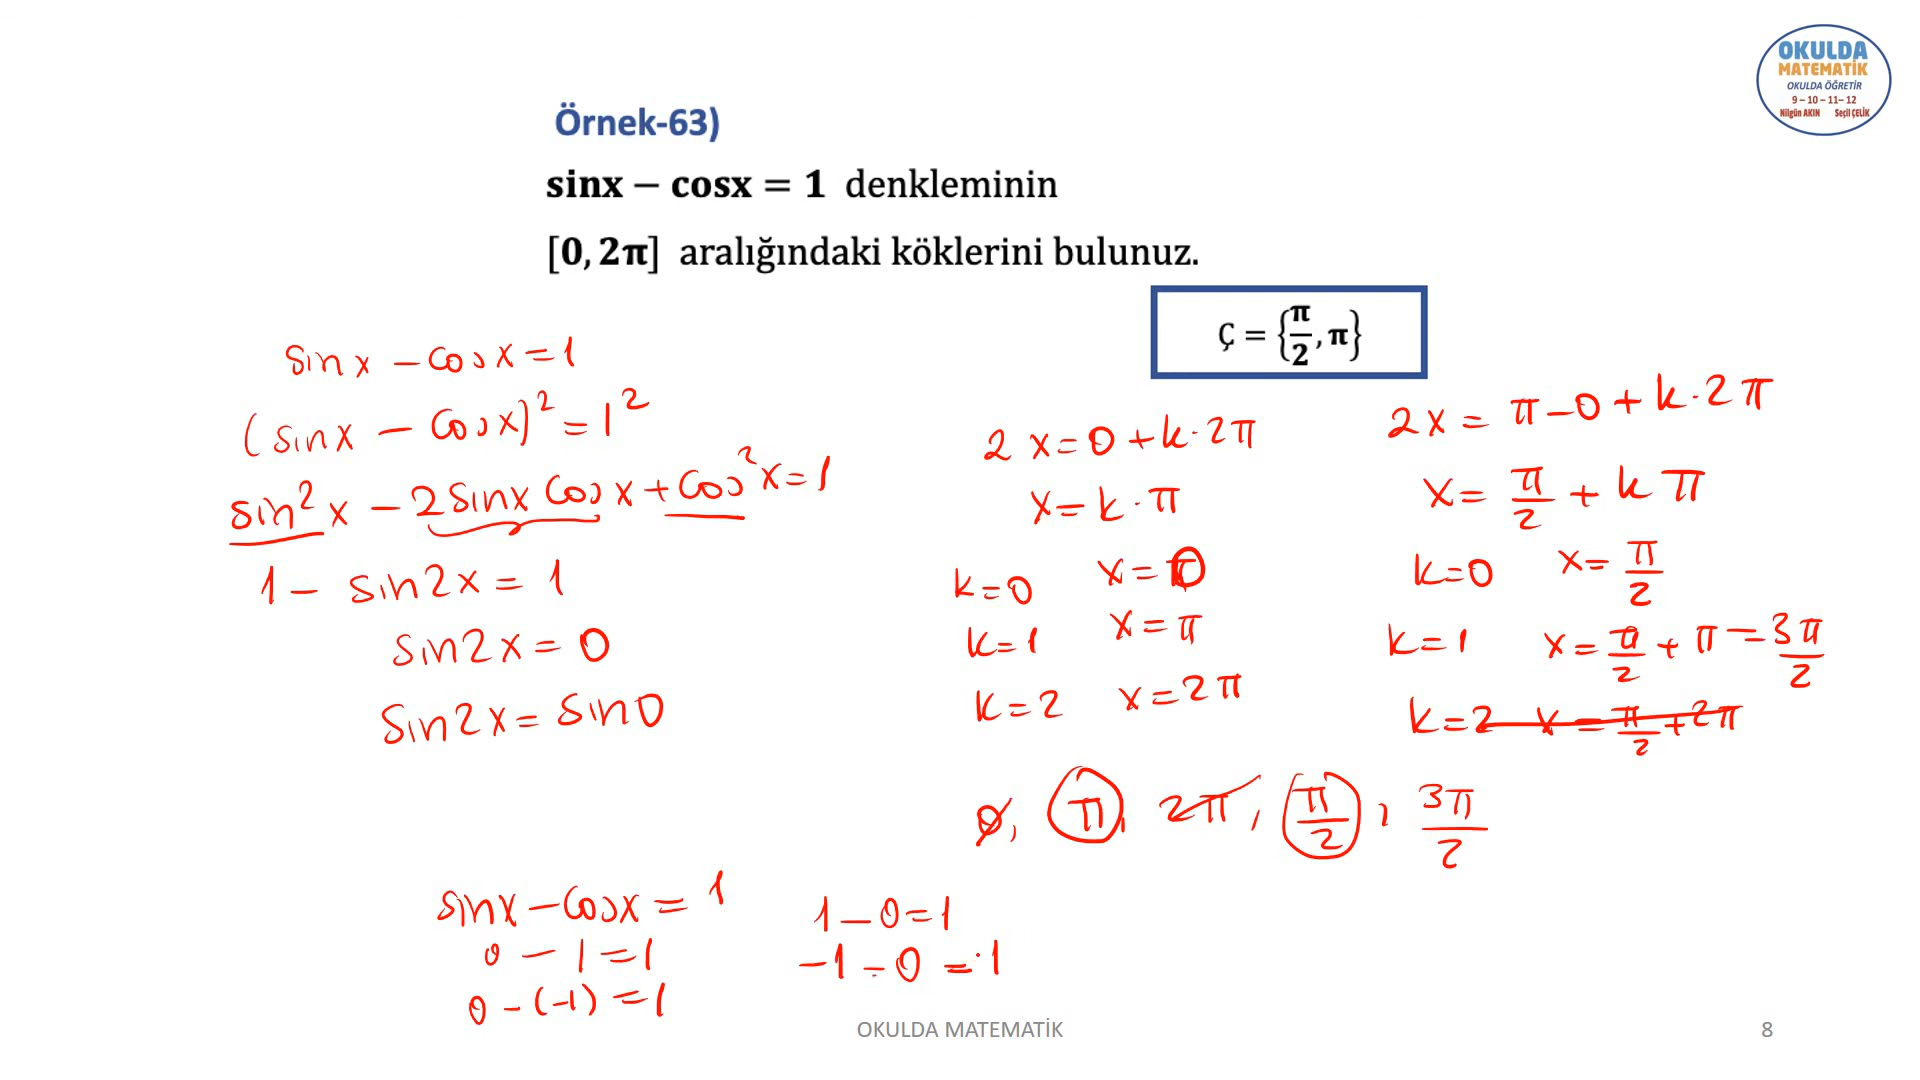 OKULDA
MATEMATİK
OKULDA ÖĞRETİR
9 – 10 – 11– 12
Nilgün AKIN Seçil ÇELİK
Örnek-63)
sinx − cosx = 1 denkleminin
[0, 2π] aralığındaki köklerini bulunuz.
Ç = {π/2, π}
sinx − cosx = 1
(sinx − cosx)² = 1²
sin²x − 2sinx cosx + cos²x = 1
1 − sin2x = 1
sin2x = 0
sin2x = sin0
2x = 0 + k·2π
x = k·π
k=0 x=0
k=1 x=π
k=2 x=2π
2x = π−0 + k·2π
x = π/2 + kπ
k=0 x=π/2
k=1 x=π/2 + π = 3π/2
k=2 x=π/2+2π
0, π, 2π, π/2, 3π/2
sinx − cosx = 1
0 − 1 = 1
0 − (−1) = 1
1 − 0 = 1
−1 − 0 = ·1
OKULDA MATEMATİK
8